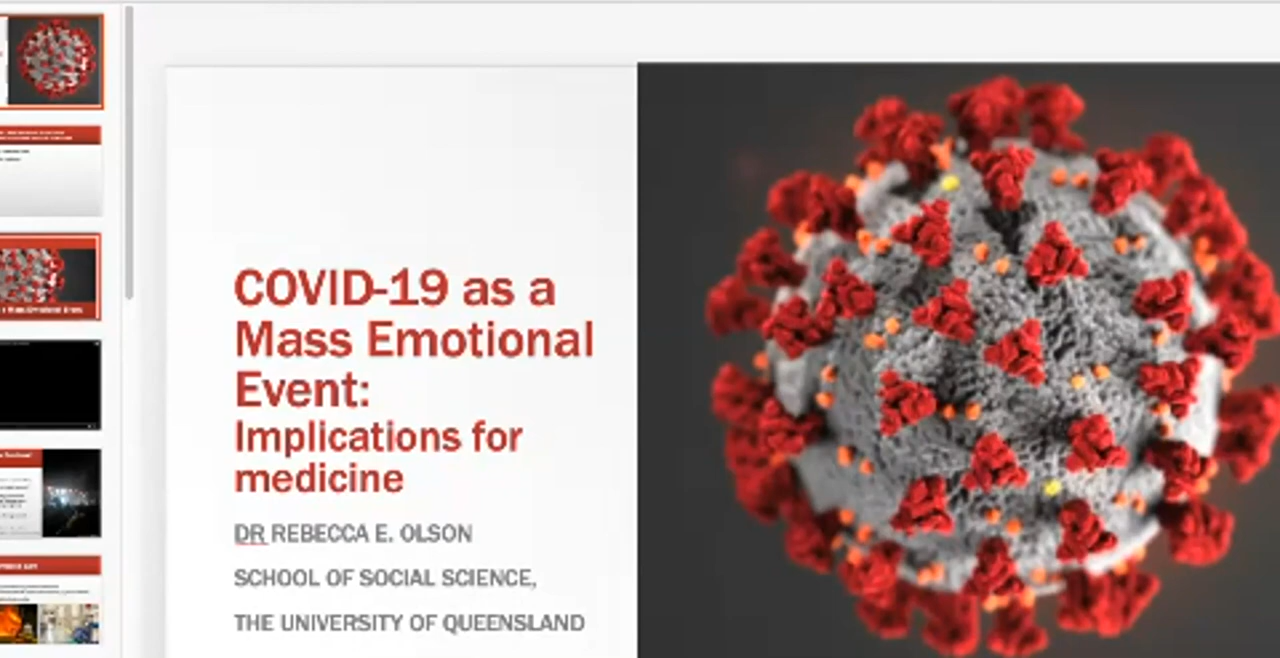 COVID-19 as a
Mass Emotional
Event:
Implications for
medicine
DR REBECCA E. OLSON
SCHOOL OF SOCIAL SCIENCE,
THE UNIVERSITY OF QUEENSLAND